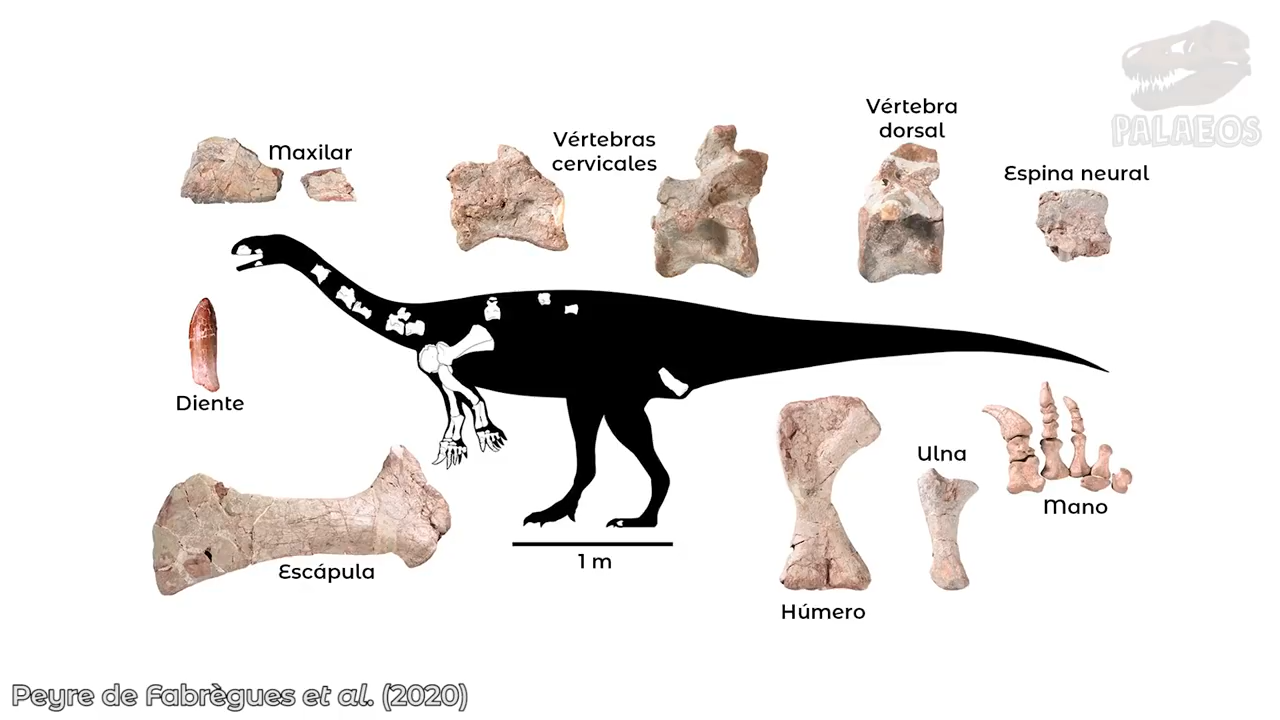 PALAEOS
Vértebra
dorsal
Vértebras
cervicales
Maxilar
Espina neural
Diente
Ulna
Mano
1 m
Escápula
Húmero
Peyre de Fabrègues et al. (2020)